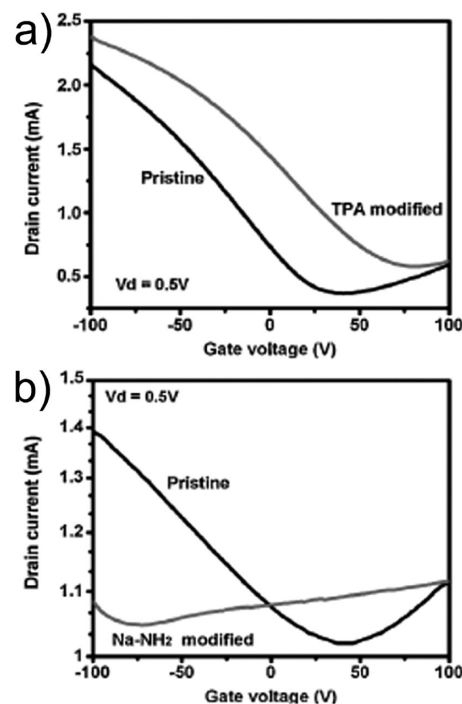 a)
2.5
2.0
1.5
1.0
0.5
Drain current (mA)
Pristine
TPA modified
Vd = 0.5V
-100
-50
0
50
100
Gate voltage (V)
b)
1.5
1.4
1.3
1.2
1.1
1
Drain current (mA)
Vd = 0.5V
Pristine
Na-NH₂ modified
-100
-50
0
50
100
Gate voltage (V)